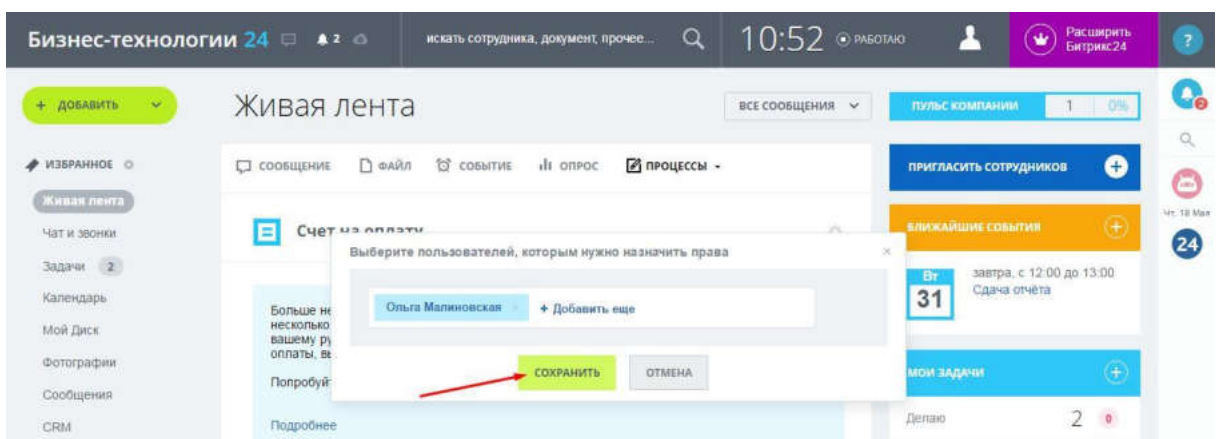 Бизнес-технологии 24
2
искать сотрудника, документ, прочее...
10:52
РАБОТАЮ
Расширить
Битрикс24
?
+ ДОБАВИТЬ
Живая лента
ВСЕ СООБЩЕНИЯ
ПУЛЬС КОМПАНИИ
1
0%
2
ИЗБРАННОЕ
СООБЩЕНИЕ
ФАЙЛ
СОБЫТИЕ
ОПРОС
ПРОЦЕССЫ
ПРИГЛАСИТЬ СОТРУДНИКОВ
Живая лента
Чт, 18 Мая
Чат и звонки
Счет на оплату
БЛИЖАЙШИЕ СОБЫТИЯ
24
Выберите пользователей, которым нужно назначить права
Задачи 2
Вт
31
завтра, с 12:00 до 13:00
Сдача отчёта
Календарь
Больше не
Ольга Малиновская
+ Добавить еще
несколько
Мой Диск
вашему ру
оплаты, вы
Фотографии
СОХРАНИТЬ
ОТМЕНА
МОИ ЗАДАЧИ
Попробуй
Сообщения
Делаю
2
0
CRM
Подробнее